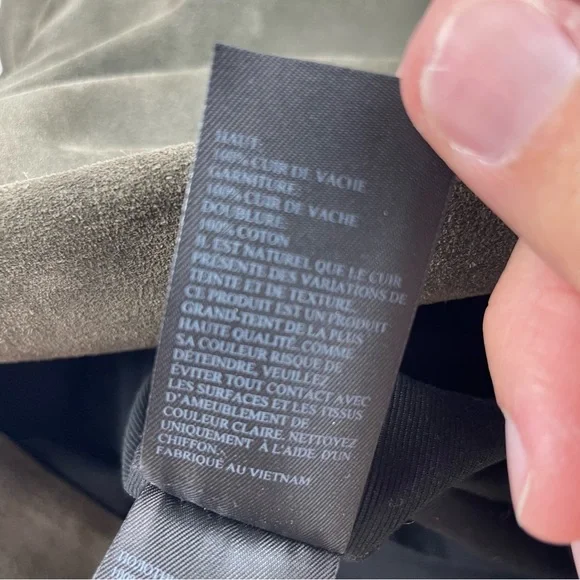 HAUT:
100% CUIR DE VACHE
GARNITURE:
100% CUIR DE VACHE
DOUBLURE:
100% COTON
IL EST NATUREL QUE LE CUIR
PRÉSENTE DES VARIATIONS DE
TEINTE ET DE TEXTURE.
CE PRODUIT EST UN PRODUIT
GRAND-TEINT DE LA PLUS
HAUTE QUALITÉ. COMME
SA COULEUR RISQUE DE
DÉTEINDRE, VEUILLEZ
ÉVITER TOUT CONTACT AVEC
LES SURFACES ET LES TISSUS
D'AMEUBLEMENT DE
COULEUR CLAIRE. NETTOYEZ
UNIQUEMENT À L'AIDE D'UN
CHIFFON.
FABRIQUÉ AU VIETNAM